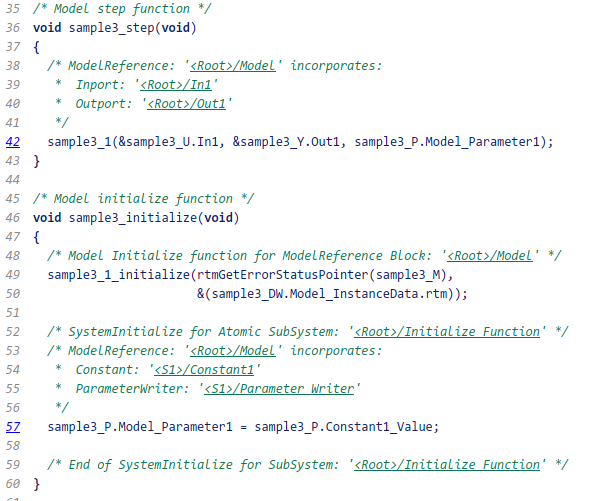 35 /* Model step function */
36 void sample3_step(void)
37 {
38   /* ModelReference: '<Root>/Model' incorporates:
39    *  Inport: '<Root>/In1'
40    *  Outport: '<Root>/Out1'
41    */
42   sample3_1(&sample3_U.In1, &sample3_Y.Out1, sample3_P.Model_Parameter1);
43 }
44
45 /* Model initialize function */
46 void sample3_initialize(void)
47 {
48   /* Model Initialize function for ModelReference Block: '<Root>/Model' */
49   sample3_1_initialize(rtmGetErrorStatusPointer(sample3_M),
50                        &(sample3_DW.Model_InstanceData.rtm));
51
52   /* SystemInitialize for Atomic SubSystem: '<Root>/Initialize Function' */
53   /* ModelReference: '<Root>/Model' incorporates:
54    *  Constant: '<S1>/Constant1'
55    *  ParameterWriter: '<S1>/Parameter Writer'
56    */
57   sample3_P.Model_Parameter1 = sample3_P.Constant1_Value;
58
59   /* End of SystemInitialize for SubSystem: '<Root>/Initialize Function' */
60 }